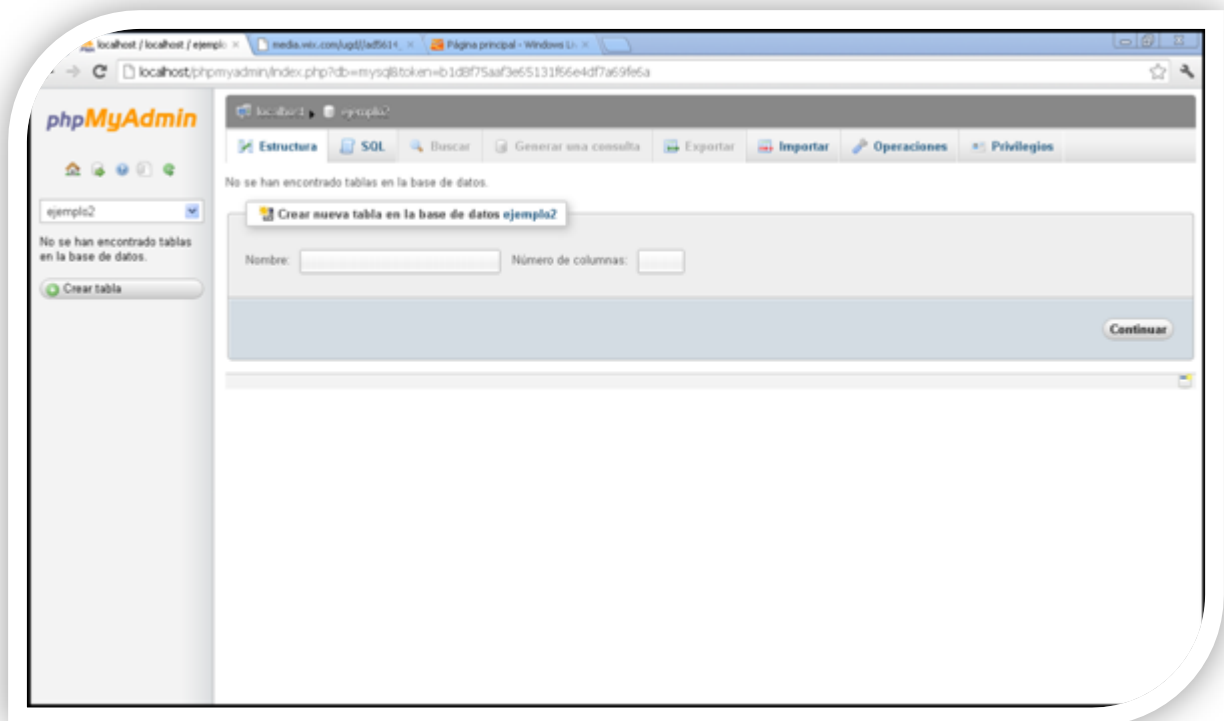 localhost / localhost / ejemplo
media.wix.com/ugd//ad5614_
Página principal - Windows Li
localhost/phpmyadmin/index.php?db=mysql&token=b1d8f75aaf3e65131f66e4df7a69fe6a
phpMyAdmin
localhost
ejemplo2
Estructura
SQL
Buscar
Generar una consulta
Exportar
Importar
Operaciones
Privilegios
ejemplo2
No se han encontrado tablas
en la base de datos.
Crear tabla
No se han encontrado tablas en la base de datos.
Crear nueva tabla en la base de datos ejemplo2
Nombre:
Número de columnas:
Continuar